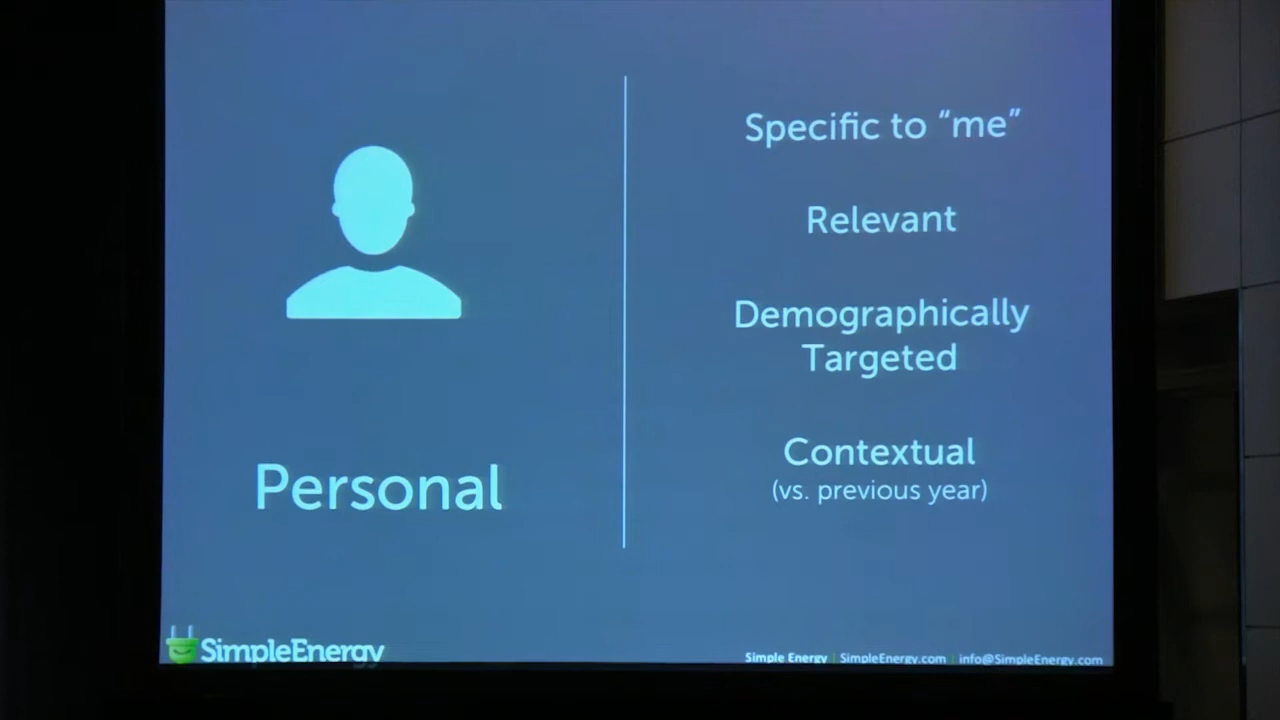 Personal
Specific to “me”
Relevant
Demographically
Targeted
Contextual
(vs. previous year)
SimpleEnergy
Simple Energy | SimpleEnergy.com | info@SimpleEnergy.com